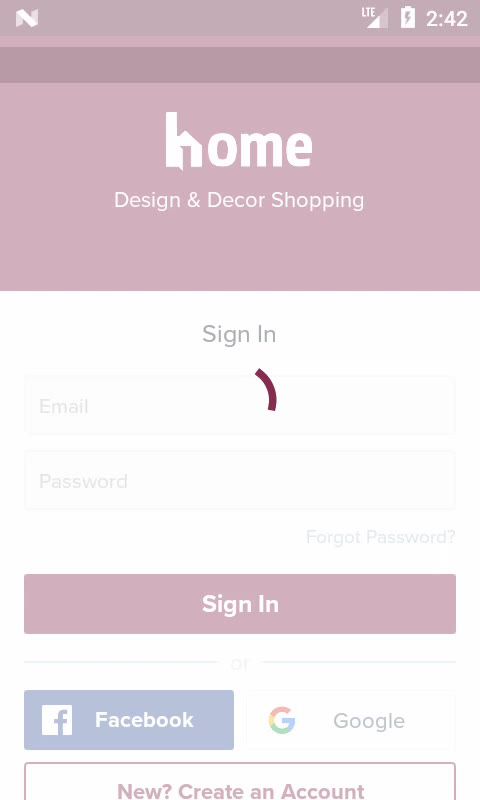 LTE 2:42
home
Design & Decor Shopping
Sign In
Email
Password
Forgot Password?
Sign In
or
Facebook Google
New? Create an Account